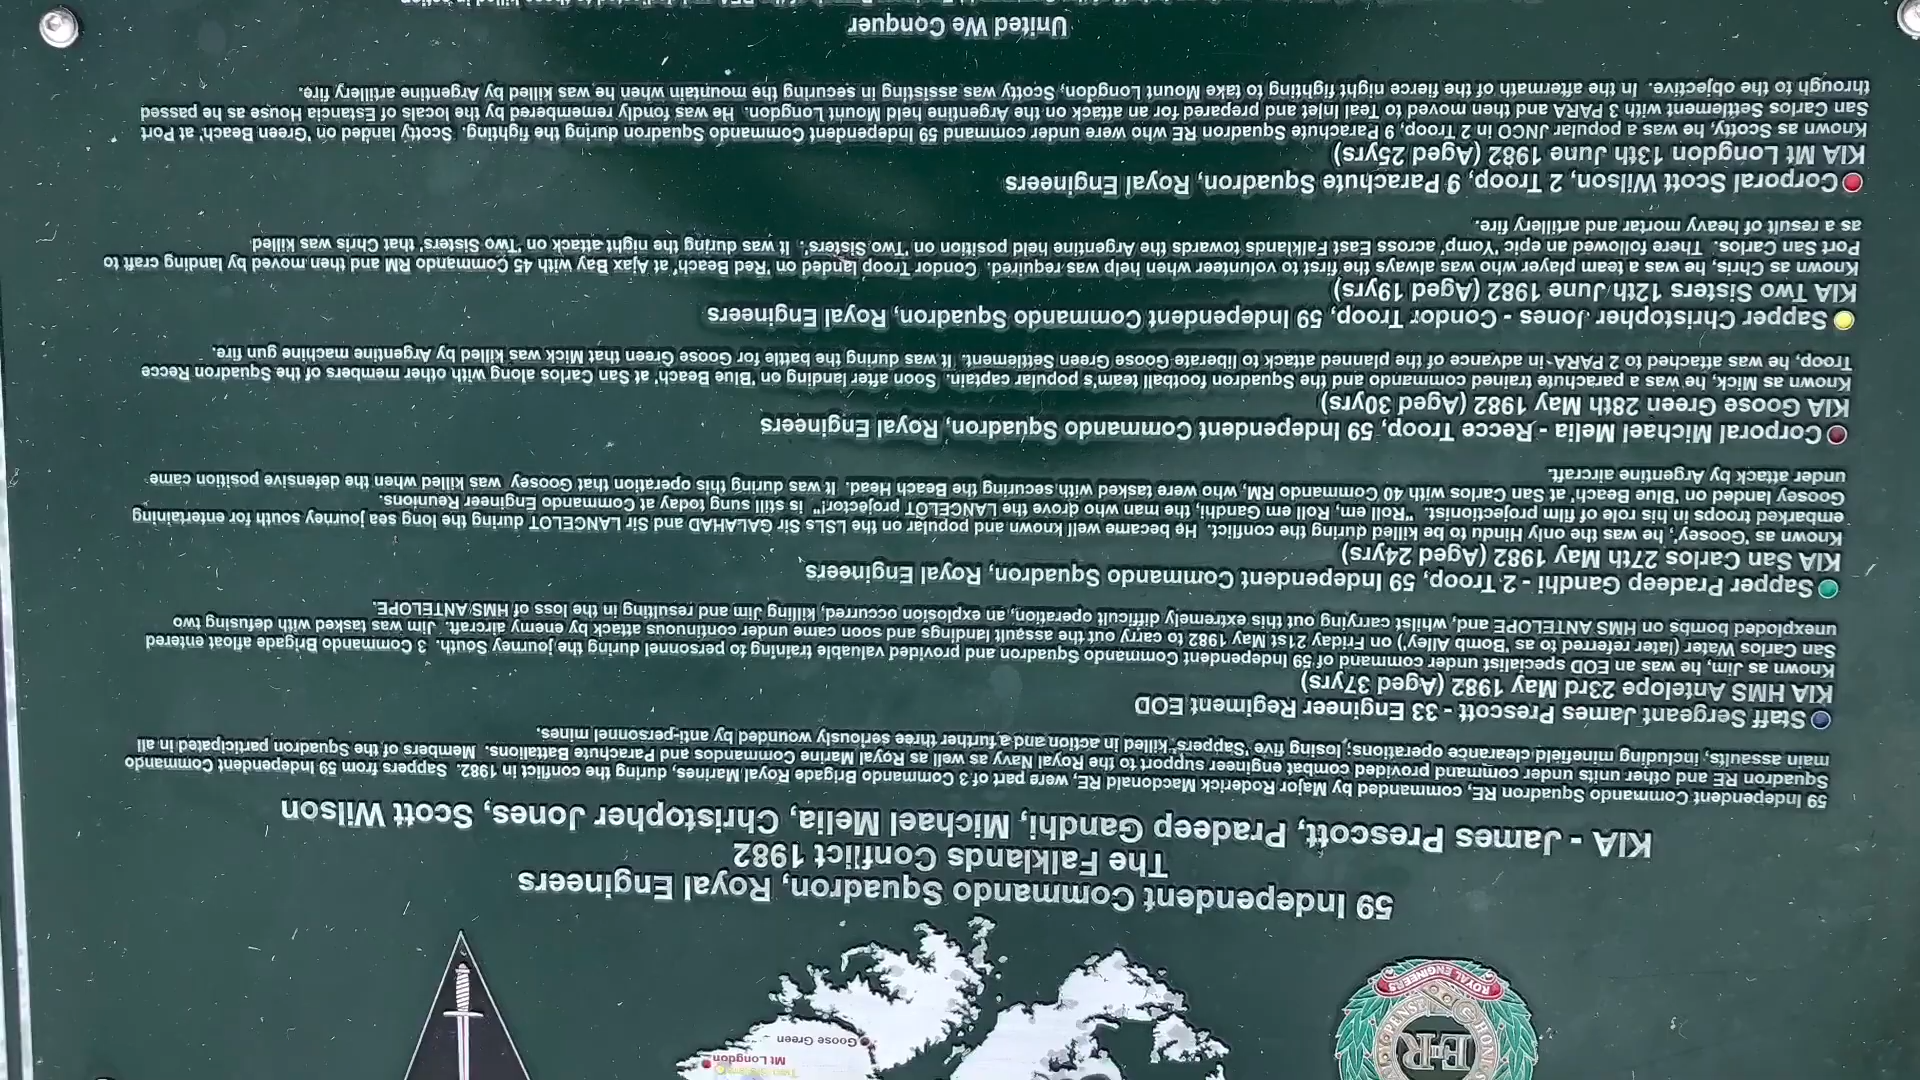 ROYAL ENGINEERS
E R
Mt Longdon
Goose Green
59 Independent Commando Squadron, Royal Engineers
The Falklands Conflict 1982
KIA - James Prescott, Pradeep Gandhi, Michael Melia, Christopher Jones, Scott Wilson
59 Independent Commando Squadron RE, commanded by Major Roderick Macdonald RE, were part of 3 Commando Brigade Royal Marines, during the conflict in 1982. Sappers from 59 Independent Commando
Squadron RE and other units under command provided combat engineer support to the Royal Navy as well as Royal Marine Commandos and Parachute Battalions. Members of the Squadron participated in all
main assaults, including minefield clearance operations; losing five 'Sappers' killed in action and a further three seriously wounded by anti-personnel mines.
Staff Sergeant James Prescott - 33 Engineer Regiment EOD
KIA HMS Antelope 23rd May 1982 (Aged 37yrs)
Known as Jim, he was an EOD specialist under command of 59 Independent Commando Squadron and provided valuable training to personnel during the journey South. 3 Commando Brigade afloat entered
San Carlos Water (later referred to as 'Bomb Alley') on Friday 21st May 1982 to carry out the assault landings and soon came under continuous attack by enemy aircraft. Jim was tasked with defusing two
unexploded bombs on HMS ANTELOPE and, whilst carrying out this extremely difficult operation, an explosion occurred, killing Jim and resulting in the loss of HMS ANTELOPE.
Sapper Pradeep Gandhi - 2 Troop, 59 Independent Commando Squadron, Royal Engineers
KIA San Carlos 27th May 1982 (Aged 24yrs)
Known as 'Goosey', he was the only Hindu to be killed during the conflict. He became well known and popular on the LSLs Sir GALAHAD and Sir LANCELOT during the long sea journey south for entertaining
embarked troops in his role of film projectionist. "Roll em, Roll em Gandhi, the man who drove the LANCELOT projector!" is still sung today at Commando Engineer Reunions.
Goosey landed on 'Blue Beach' at San Carlos with 40 Commando RM, who were tasked with securing the Beach Head. It was during this operation that Goosey was killed when the defensive position came
under attack by Argentine aircraft.
Corporal Michael Melia - Recce Troop, 59 Independent Commando Squadron, Royal Engineers
KIA Goose Green 28th May 1982 (Aged 30yrs)
Known as Mick, he was a parachute trained commando and the Squadron football team's popular captain. Soon after landing on 'Blue Beach' at San Carlos along with other members of the Squadron Recce
Troop, he was attached to 2 PARA in advance of the planned attack to liberate Goose Green Settlement. It was during the battle for Goose Green that Mick was killed by Argentine machine gun fire.
Sapper Christopher Jones - Condor Troop, 59 Independent Commando Squadron, Royal Engineers
KIA Two Sisters 12th June 1982 (Aged 19yrs)
Known as Chris, he was a team player who was always the first to volunteer when help was required. Condor Troop landed on 'Red Beach' at Ajax Bay with 45 Commando RM and then moved by landing craft to
Port San Carlos. There followed an epic 'Yomp' across East Falklands towards the Argentine held position on 'Two Sisters'. It was during the night attack on 'Two Sisters' that Chris was killed
as a result of heavy mortar and artillery fire.
Corporal Scott Wilson, 2 Troop, 9 Parachute Squadron, Royal Engineers
KIA Mt Longdon 13th June 1982 (Aged 25yrs)
Known as Scotty, he was a popular JNCO in 2 Troop, 9 Parachute Squadron RE who were under command 59 Independent Commando Squadron during the fighting. Scotty landed on 'Green Beach' at Port
San Carlos Settlement with 3 PARA and then moved to Teal Inlet and prepared for an attack on the Argentine held Mount Longdon. He was fondly remembered by the locals of Estancia House as he passed
through to the objective. In the aftermath of the fierce night fighting to take Mount Longdon, Scotty was assisting in securing the mountain when he was killed by Argentine artillery fire.
United We Conquer